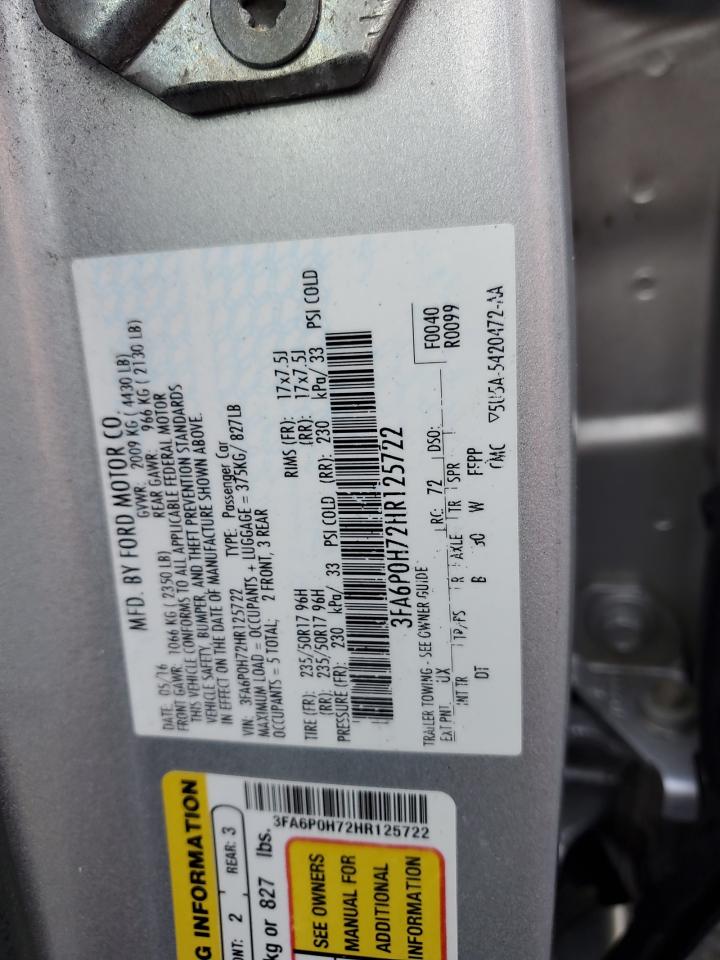 MFD. BY FORD MOTOR CO.
DATE: 05/16 GVWR: 2009 KG ( 4430 LB)
FRONT GAWR: 1066 KG ( 2350 LB) REAR GAWR: 966 KG ( 2130 LB)
THIS VEHICLE CONFORMS TO ALL APPLICABLE FEDERAL MOTOR
VEHICLE SAFETY, BUMPER, AND THEFT PREVENTION STANDARDS
IN EFFECT ON THE DATE OF MANUFACTURE SHOWN ABOVE.
VIN: 3FA6P0H72HR125722 TYPE: Passenger Car
MAXIMUM LOAD = OCCUPANTS + LUGGAGE = 375KG/ 827LB
OCCUPANTS = 5 TOTAL; 2 FRONT, 3 REAR
TIRE (FR): 235/50R17 96H RIMS (FR): 17x7.5J
(RR): 235/50R17 96H (RR): 17x7.5J
PRESSURE (FR): 230 kPa/ 33 PSI COLD (RR): 230 kPa/ 33 PSI COLD
3FA6P0H72HR125722
F0040
R0099
TRAILER TOWING - SEE OWNER GUIDE
EXT PNT: UX RC: 72 DSO:
INT TR TP/PS R AXLE TR SPR
DT B W
5U5A-5420472-AA
G INFORMATION
2 REAR: 3
kg or 827 lbs.
3FA6P0H72HR125722
SEE OWNERS
MANUAL FOR
ADDITIONAL
INFORMATION